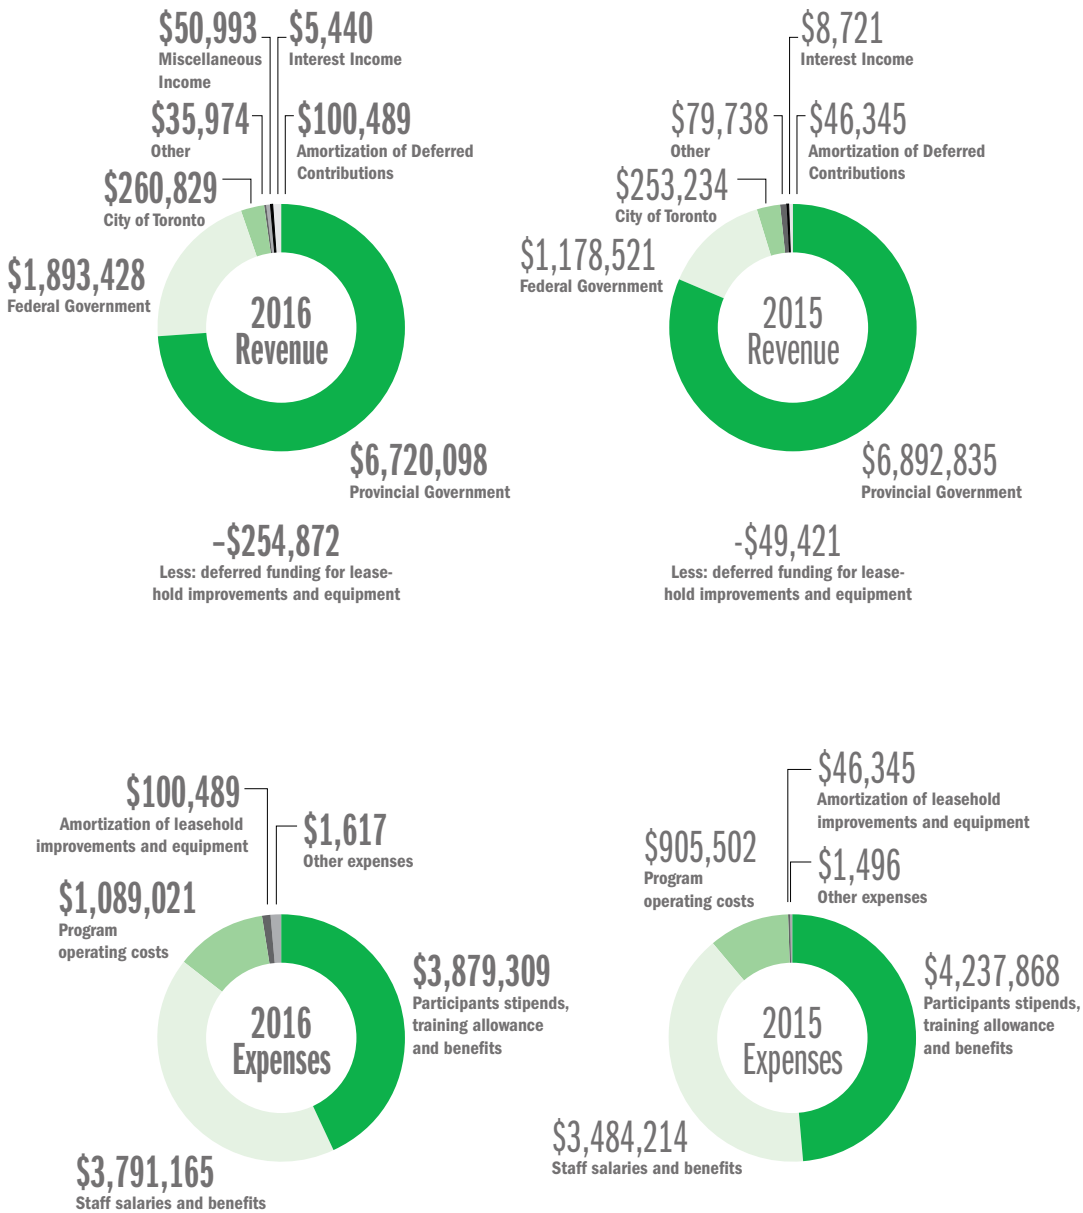 $50,993
Miscellaneous
Income
$5,440
Interest Income
$35,974
Other
$100,489
Amortization of Deferred
Contributions
$260,829
City of Toronto
$1,893,428
Federal Government
2016
Revenue
$6,720,098
Provincial Government
–$254,872
Less: deferred funding for lease-
hold improvements and equipment
$8,721
Interest Income
$79,738
Other
$46,345
Amortization of Deferred
Contributions
$253,234
City of Toronto
$1,178,521
Federal Government
2015
Revenue
$6,892,835
Provincial Government
-$49,421
Less: deferred funding for lease-
hold improvements and equipment
$100,489
Amortization of leasehold
improvements and equipment
$1,617
Other expenses
$1,089,021
Program
operating costs
$3,879,309
Participants stipends,
training allowance
and benefits
2016
Expenses
$3,791,165
Staff salaries and benefits
$46,345
Amortization of leasehold
improvements and equipment
$905,502
Program
operating costs
$1,496
Other expenses
$4,237,868
Participants stipends,
training allowance
and benefits
2015
Expenses
$3,484,214
Staff salaries and benefits